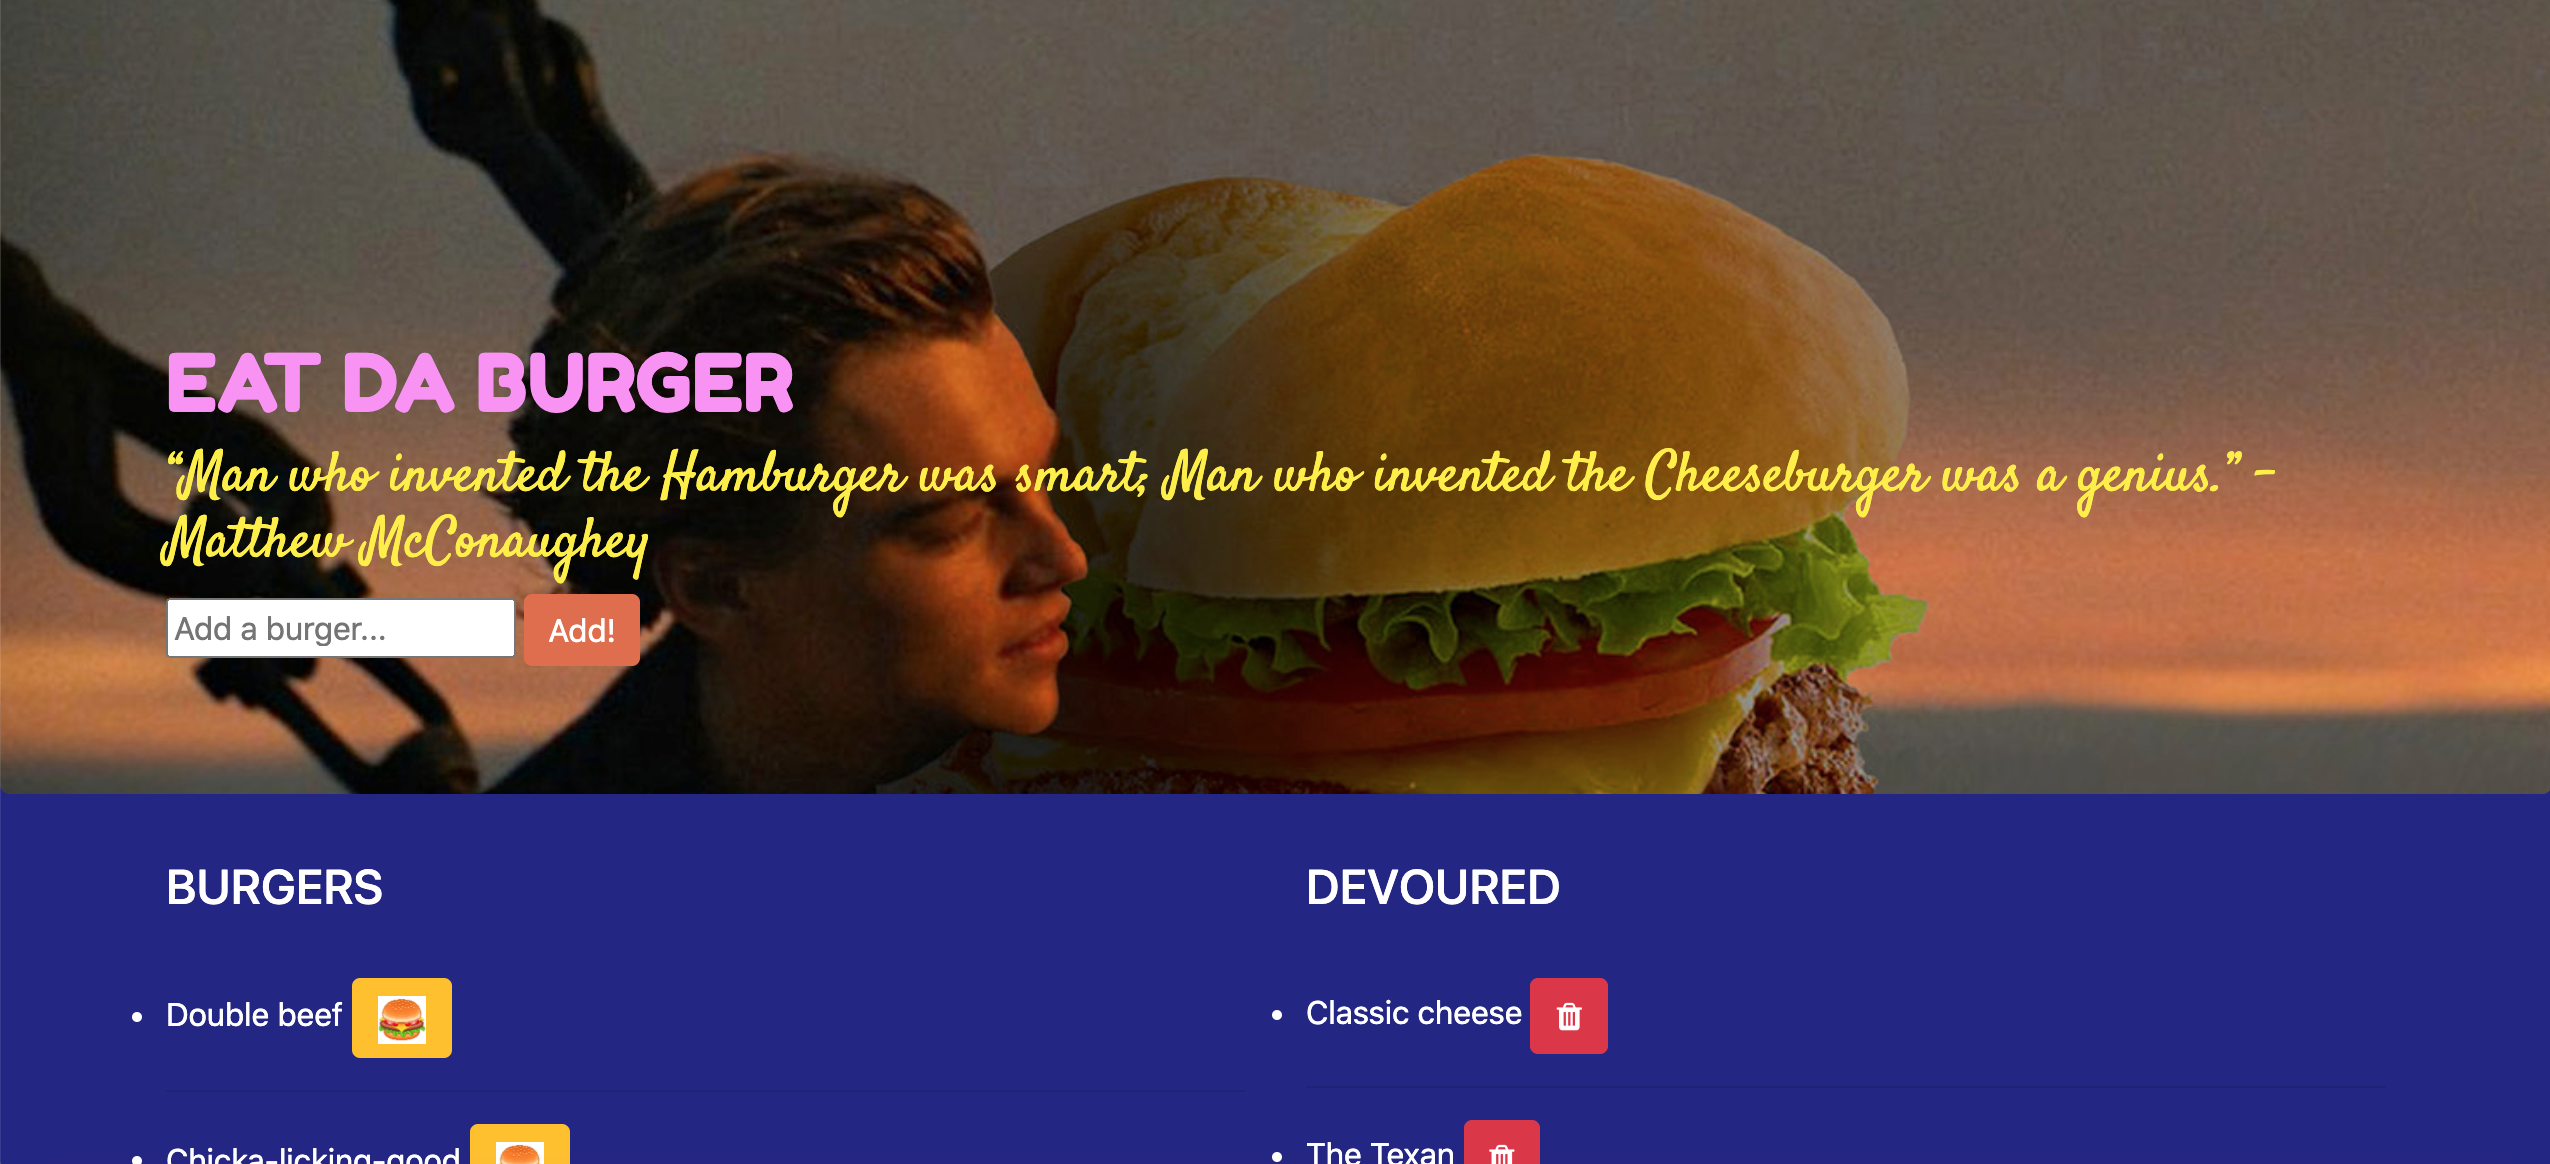 EAT DA BURGER
“Man who invented the Hamburger was smart; Man who invented the Cheeseburger was a genius.” -
Matthew McConaughey
Add a burger...
Add!
BURGERS
DEVOURED
Double beef
Classic cheese
Chicka-licking-good
The Texan